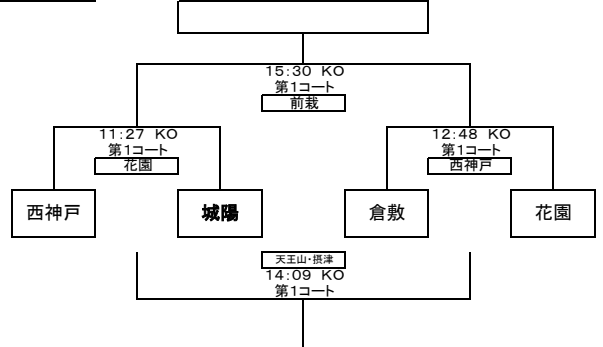 15:30 KO
第1コート
前栽
11:27 KO
第1コート
花園
12:48 KO
第1コート
西神戸
西神戸
城陽
倉敷
花園
天王山・摂津
14:09 KO
第1コート